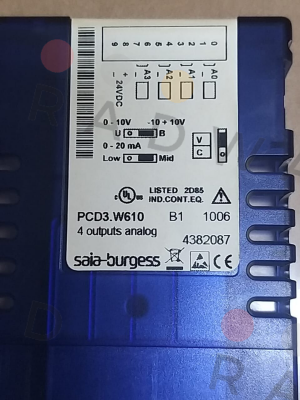 9 8 7 6 5 4 3 2 1 0
- + A3 A2 A1 A0
24VDC
0 - 10V -10 + 10V
U B V
0 - 20 mA C
Low Mid
c UL US LISTED 2D85
IND.CONT.EQ.
PCD3.W610 B1 1006
4 outputs analog 4382087
saia-burgess CE